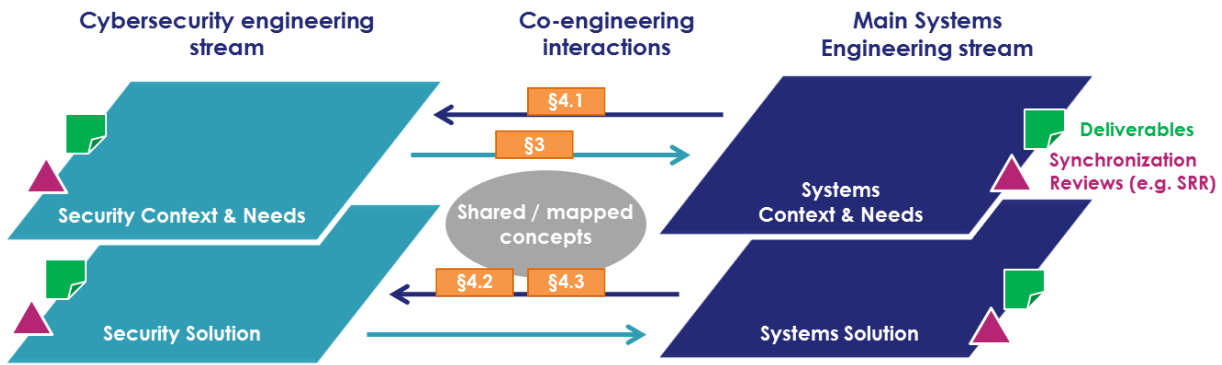 Cybersecurity engineering
stream
Co-engineering
interactions
Main Systems
Engineering stream
§4.1
§3
Deliverables
Synchronization
Reviews (e.g. SRR)
Security Context & Needs
Shared / mapped
concepts
Systems
Context & Needs
§4.2
§4.3
Security Solution
Systems Solution